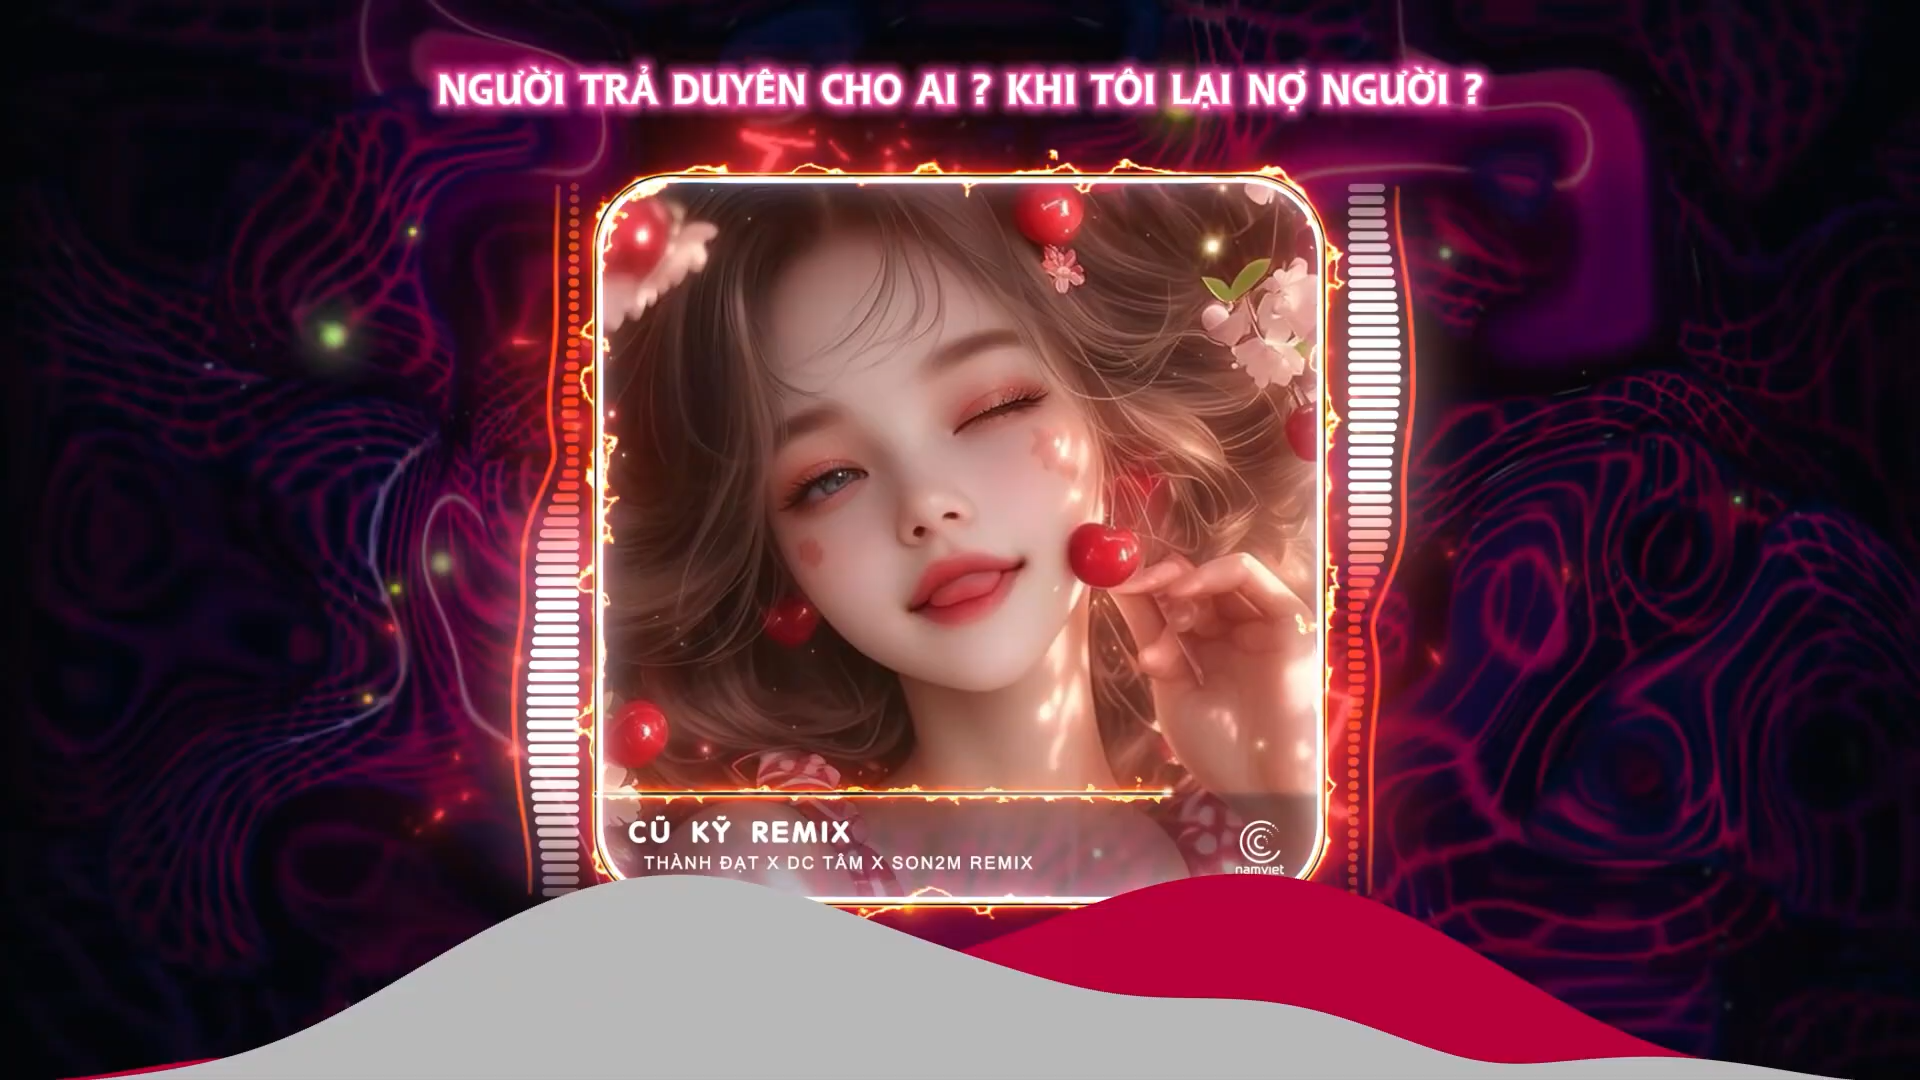 NGƯỜI TRẢ DUYÊN CHO AI ? KHI TÔI LẠI NỢ NGƯỜI ?
CŨ KỸ REMIX
THÀNH ĐẠT X DC TÂM X SON2M REMIX
namviet